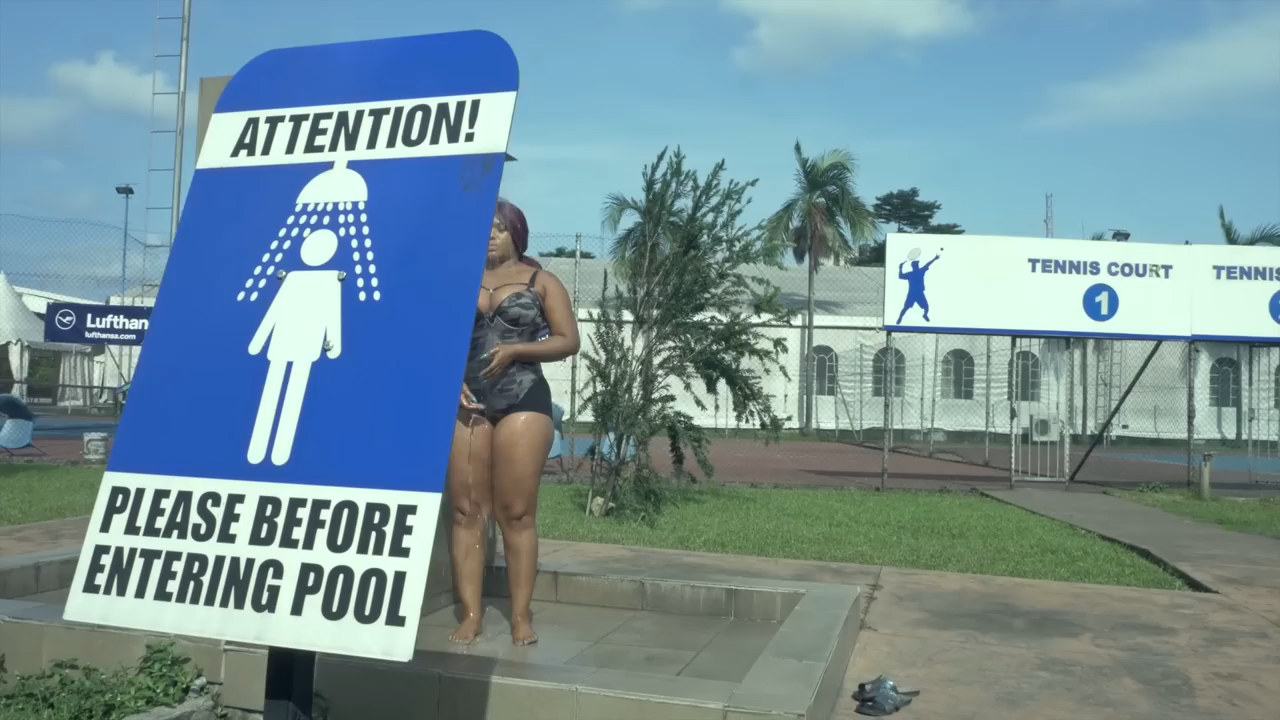 ATTENTION!
PLEASE BEFORE
ENTERING POOL
Lufthan
lufthansa.com
TENNIS COURT
1
TENNIS